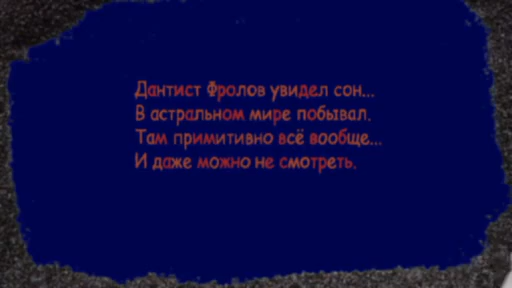 Дантист Фролов увидел сон...
В астральном мире побывал.
Там примитивно всё вообще...
И даже можно не смотреть.